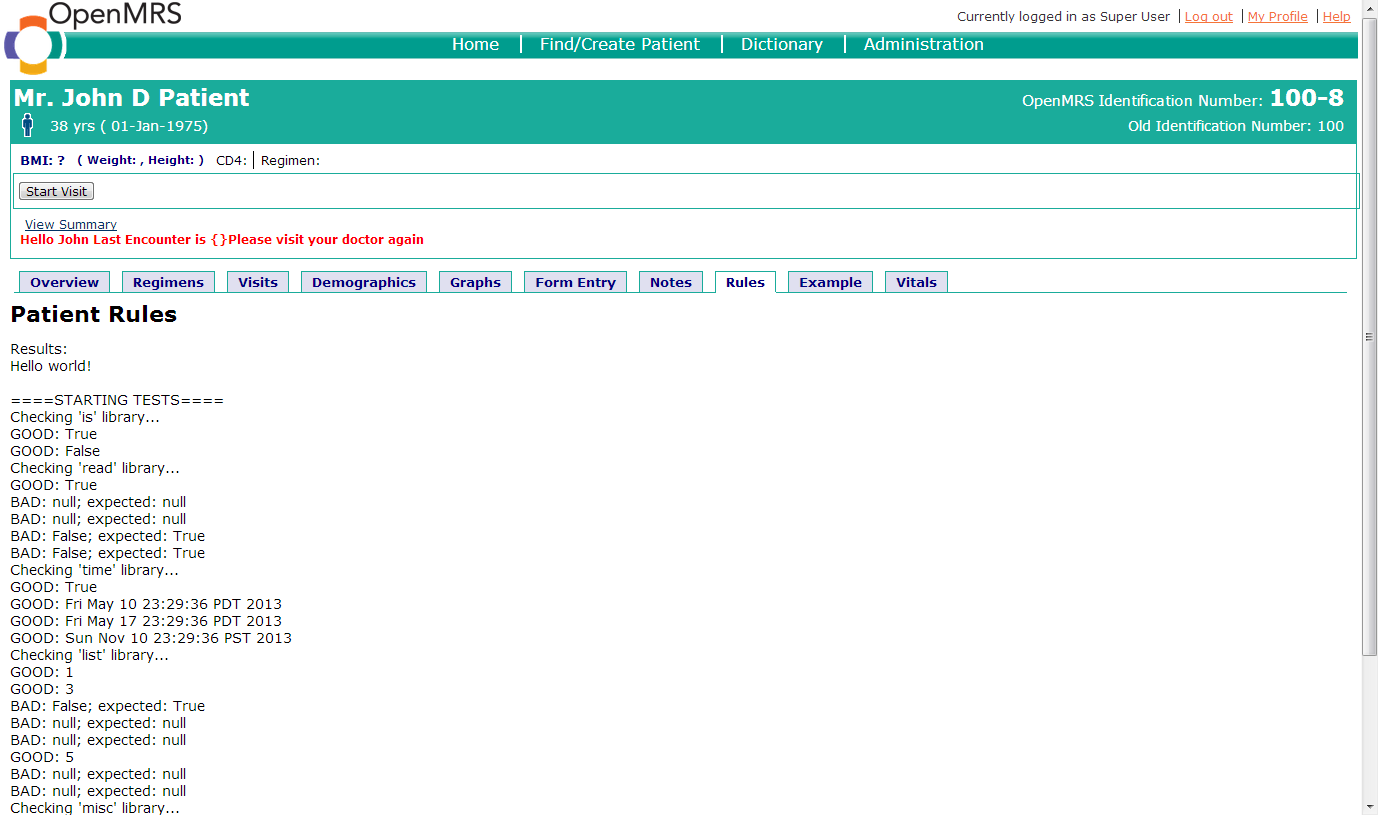 OpenMRS
Currently logged in as Super User | Log out | My Profile | Help
Home | Find/Create Patient | Dictionary | Administration
Mr. John D Patient
OpenMRS Identification Number: 100-8
38 yrs ( 01-Jan-1975)
Old Identification Number: 100
BMI: ? ( Weight: , Height: ) CD4: | Regimen:
Start Visit
View Summary
Hello John Last Encounter is {}Please visit your doctor again
Overview Regimens Visits Demographics Graphs Form Entry Notes Rules Example Vitals
Patient Rules
Results:
Hello world!
====STARTING TESTS====
Checking 'is' library...
GOOD: True
GOOD: False
Checking 'read' library...
GOOD: True
BAD: null; expected: null
BAD: null; expected: null
BAD: False; expected: True
BAD: False; expected: True
Checking 'time' library...
GOOD: True
GOOD: Fri May 10 23:29:36 PDT 2013
GOOD: Fri May 17 23:29:36 PDT 2013
GOOD: Sun Nov 10 23:29:36 PST 2013
Checking 'list' library...
GOOD: 1
GOOD: 3
BAD: False; expected: True
BAD: null; expected: null
BAD: null; expected: null
GOOD: 5
BAD: null; expected: null
BAD: null; expected: null
Checking 'misc' library...